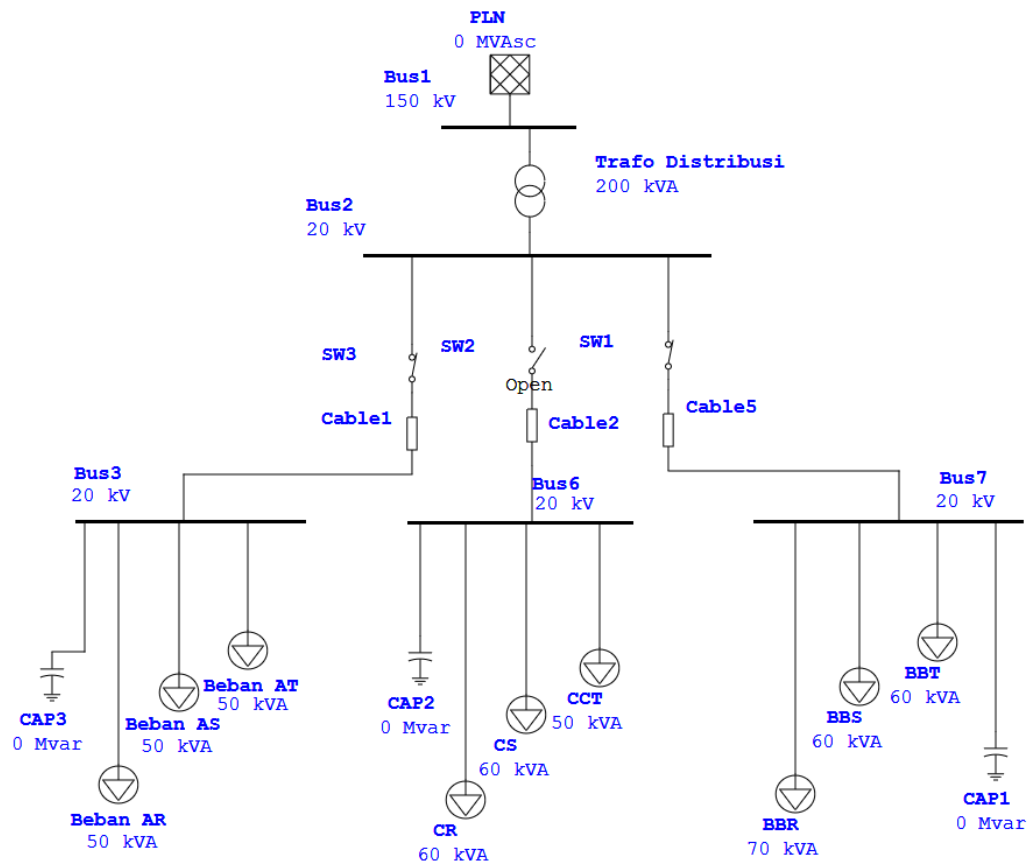 PLN
0 MVAsc
Bus1
150 kV
Trafo Distribusi
200 kVA
Bus2
20 kV
SW3
SW2
SW1
Open
Cable1
Cable2
Cable5
Bus3
20 kV
Bus6
20 kV
Bus7
20 kV
CAP3
0 Mvar
Beban AR
50 kVA
Beban AS
50 kVA
Beban AT
50 kVA
CAP2
0 Mvar
CR
60 kVA
CS
60 kVA
CCT
50 kVA
BBR
70 kVA
BBS
60 kVA
BBT
60 kVA
CAP1
0 Mvar